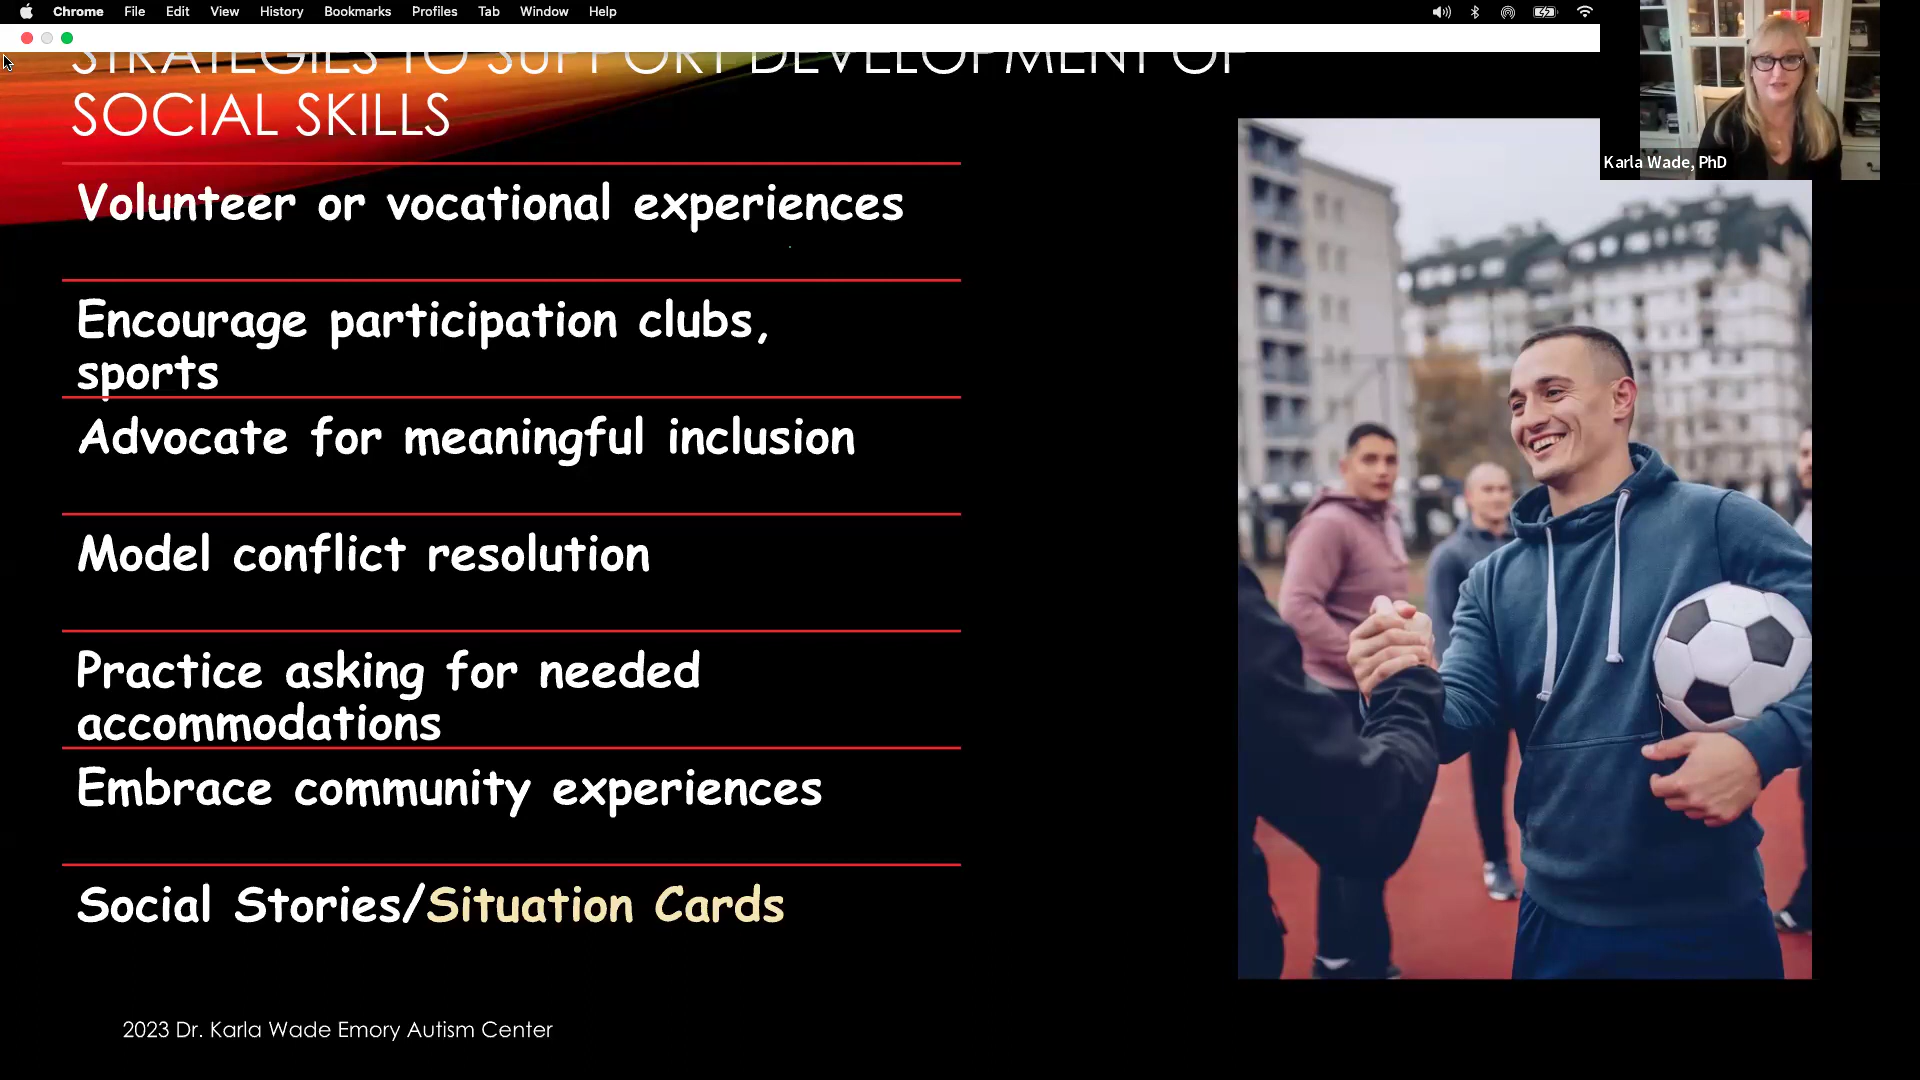 Chrome File Edit View History Bookmarks Profiles Tab Window Help
STRATEGIES TO SUPPORT DEVELOPMENT OF
SOCIAL SKILLS
Karla Wade, PhD
Volunteer or vocational experiences
Encourage participation clubs,
sports
Advocate for meaningful inclusion
Model conflict resolution
Practice asking for needed
accommodations
Embrace community experiences
Social Stories/Situation Cards
2023 Dr. Karla Wade Emory Autism Center